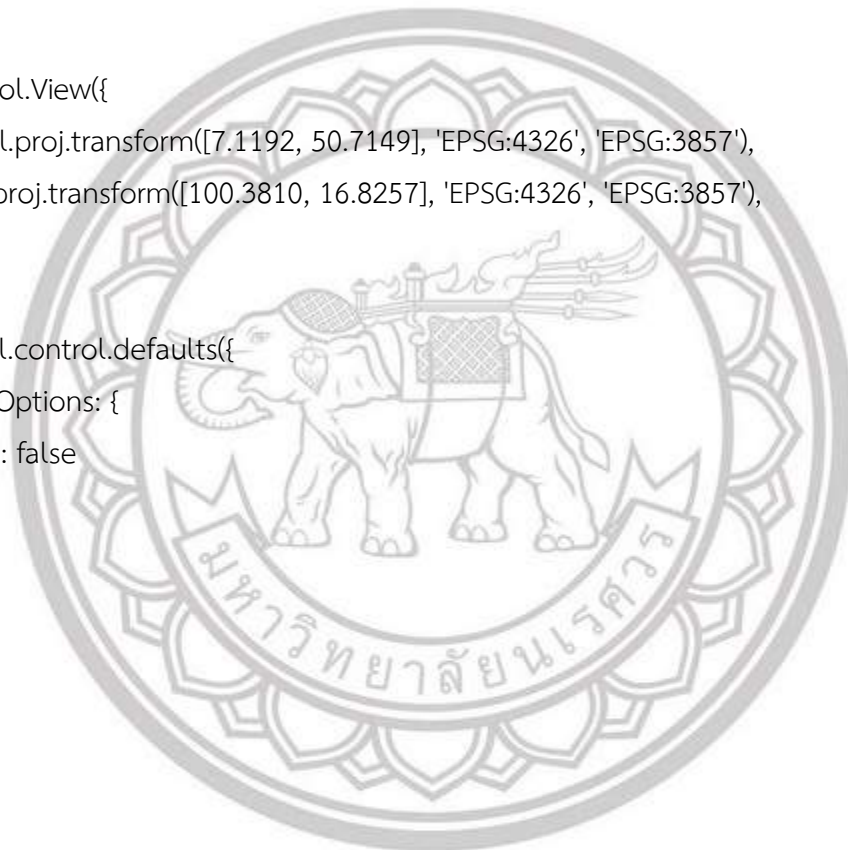 ol.View({
l.proj.transform([7.1192, 50.7149], 'EPSG:4326', 'EPSG:3857'),
proj.transform([100.3810, 16.8257], 'EPSG:4326', 'EPSG:3857'),
l.control.defaults({
Options: {
: false
มหาวิทยาลัยนเรศวร